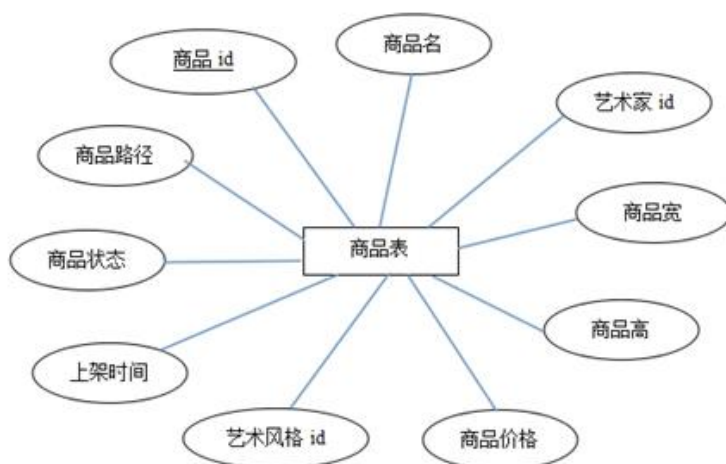 商品 id
商品名
艺术家 id
商品路径
商品宽
商品状态
商品表
商品高
上架时间
艺术风格 id
商品价格